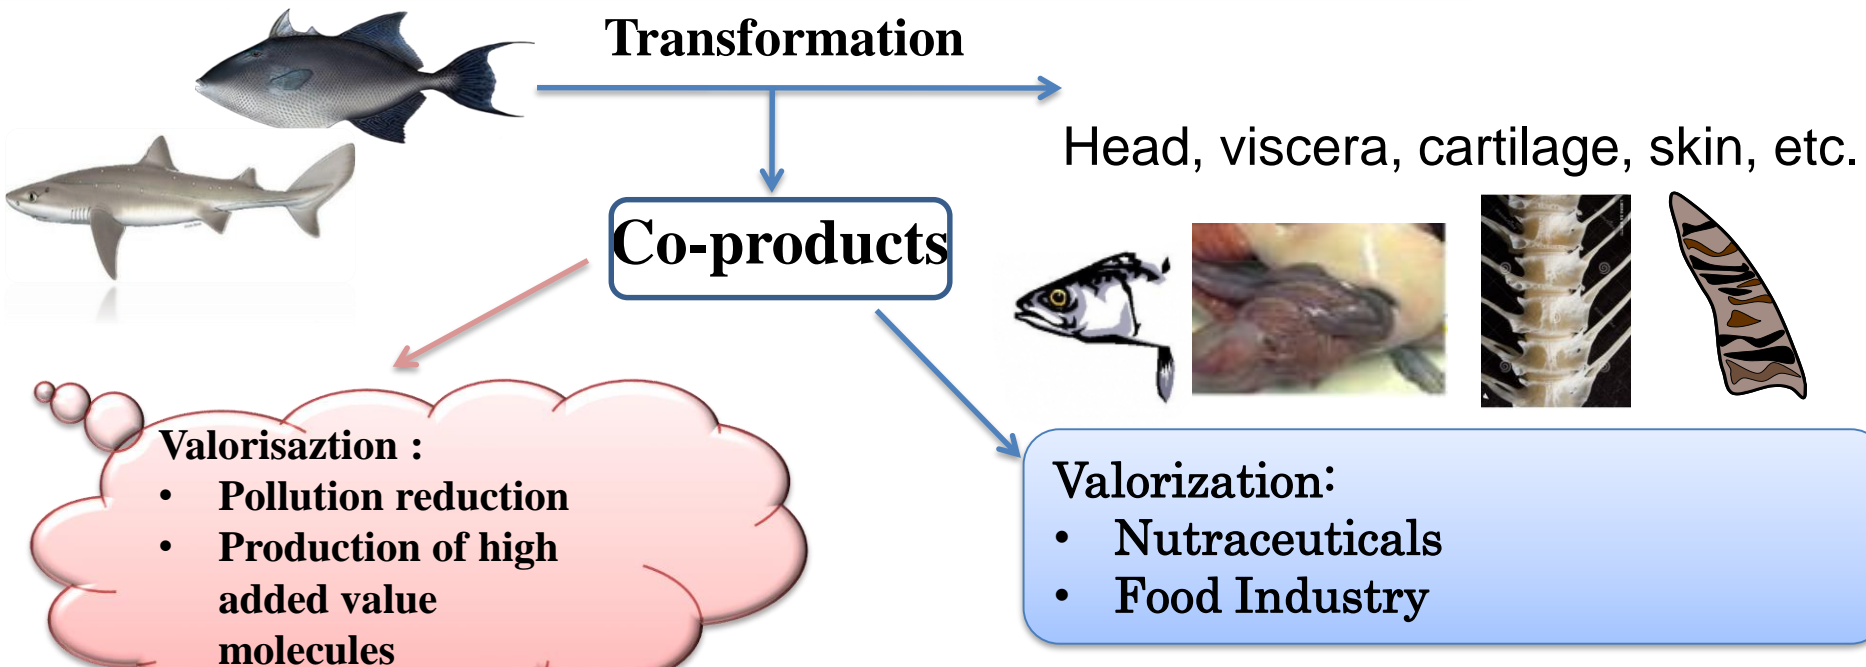 Transformation
Head, viscera, cartilage, skin, etc.
Co-products
Valorisaztion :
• Pollution reduction
• Production of high
added value
molecules
Valorization:
• Nutraceuticals
• Food Industry